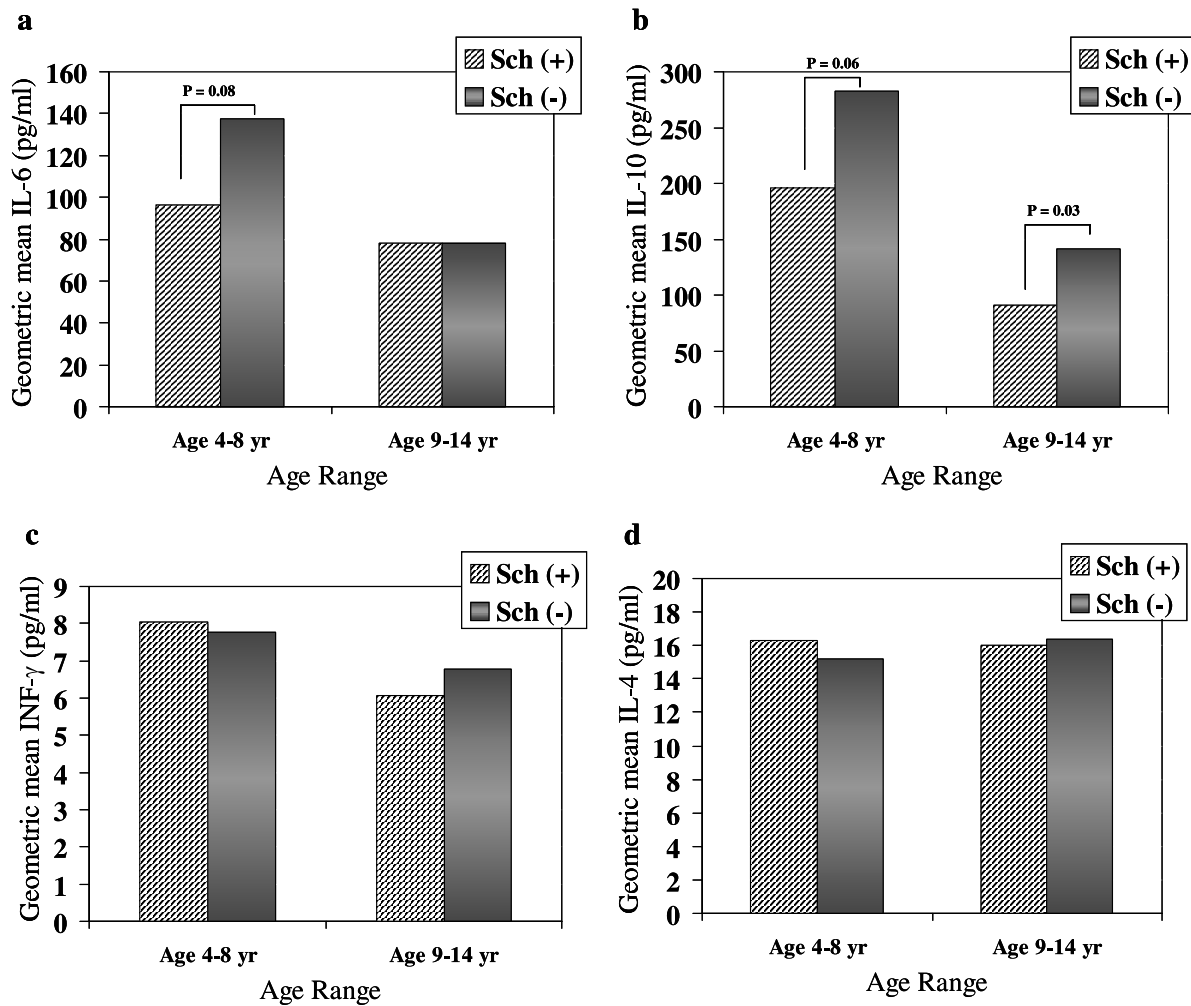 a
Sch (+)
Sch (-)
P = 0.08
Geometric mean IL-6 (pg/ml)
160
140
120
100
80
60
40
20
0
Age 4-8 yr
Age 9-14 yr
Age Range
b
Sch (+)
Sch (-)
P = 0.06
P = 0.03
Geometric mean IL-10 (pg/ml)
300
250
200
150
100
50
0
Age 4-8 yr
Age 9-14 yr
Age Range
c
Sch (+)
Sch (-)
Geometric mean INF-γ (pg/ml)
9
8
7
6
5
4
3
2
1
0
Age 4-8 yr
Age 9-14 yr
Age Range
d
Sch (+)
Sch (-)
Geometric mean IL-4 (pg/ml)
20
18
16
14
12
10
8
6
4
2
0
Age 4-8 yr
Age 9-14 yr
Age Range